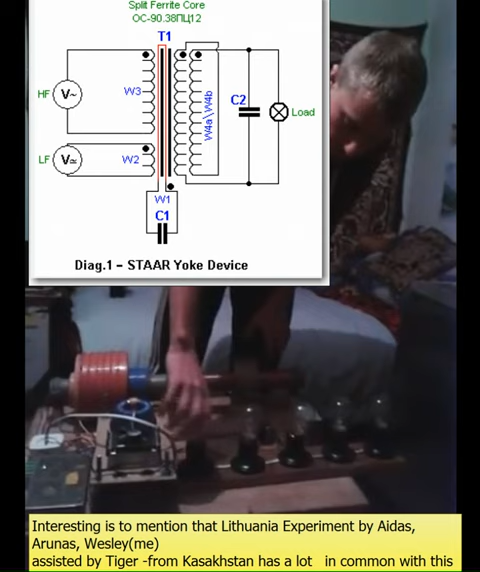 Split Ferrite Core
OC-90.38ПЦ12
T1
HF
V~
W3
W4a\W4b
C2
Load
LF
V≃
W2
W1
C1
Diag.1 – STAAR Yoke Device
Interesting is to mention that Lithuania Experiment by Aidas,
Arunas, Wesley(me)
assisted by Tiger -from Kasakhstan has a lot in common with this